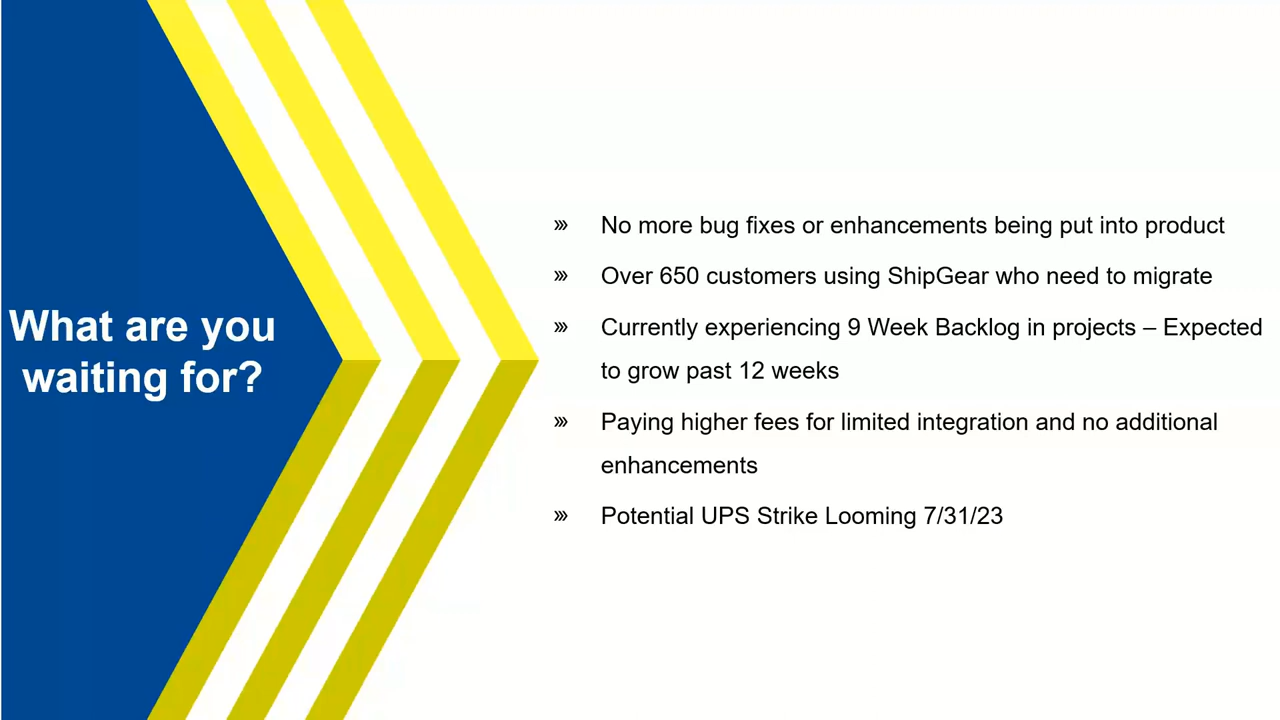 What are you
waiting for?
» No more bug fixes or enhancements being put into product
» Over 650 customers using ShipGear who need to migrate
» Currently experiencing 9 Week Backlog in projects – Expected
to grow past 12 weeks
» Paying higher fees for limited integration and no additional
enhancements
» Potential UPS Strike Looming 7/31/23